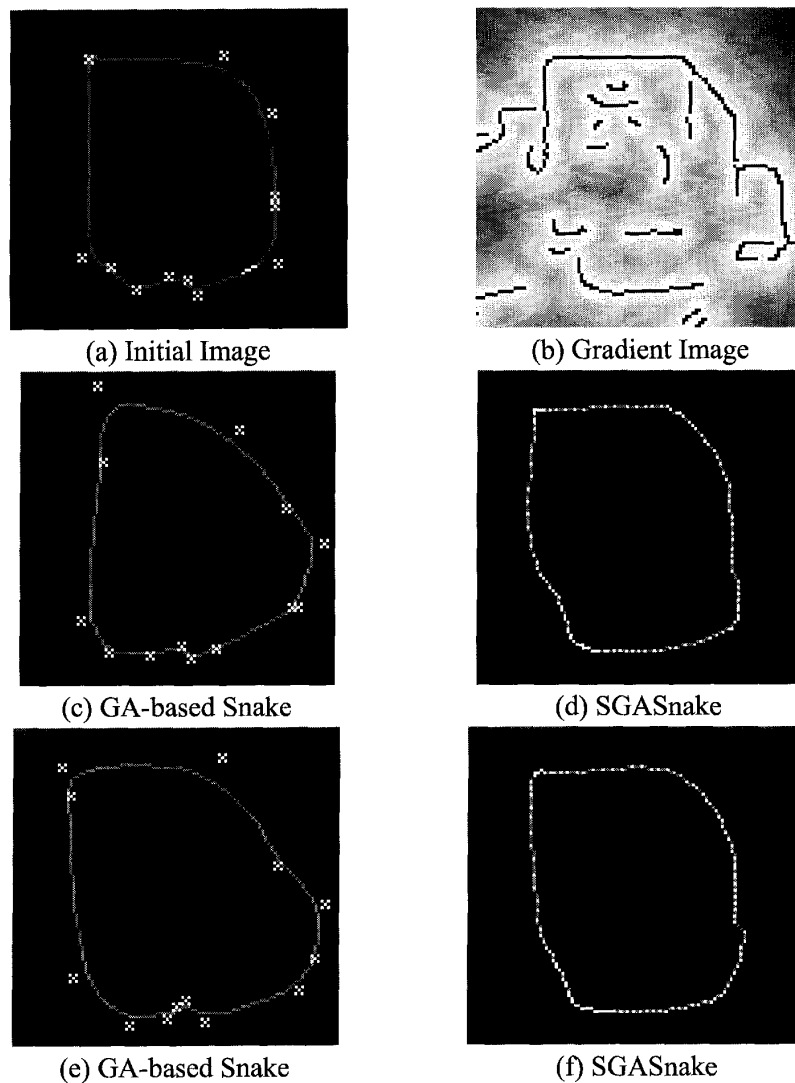 (a) Initial Image
(b) Gradient Image
(c) GA-based Snake
(d) SGASnake
(e) GA-based Snake
(f) SGASnake